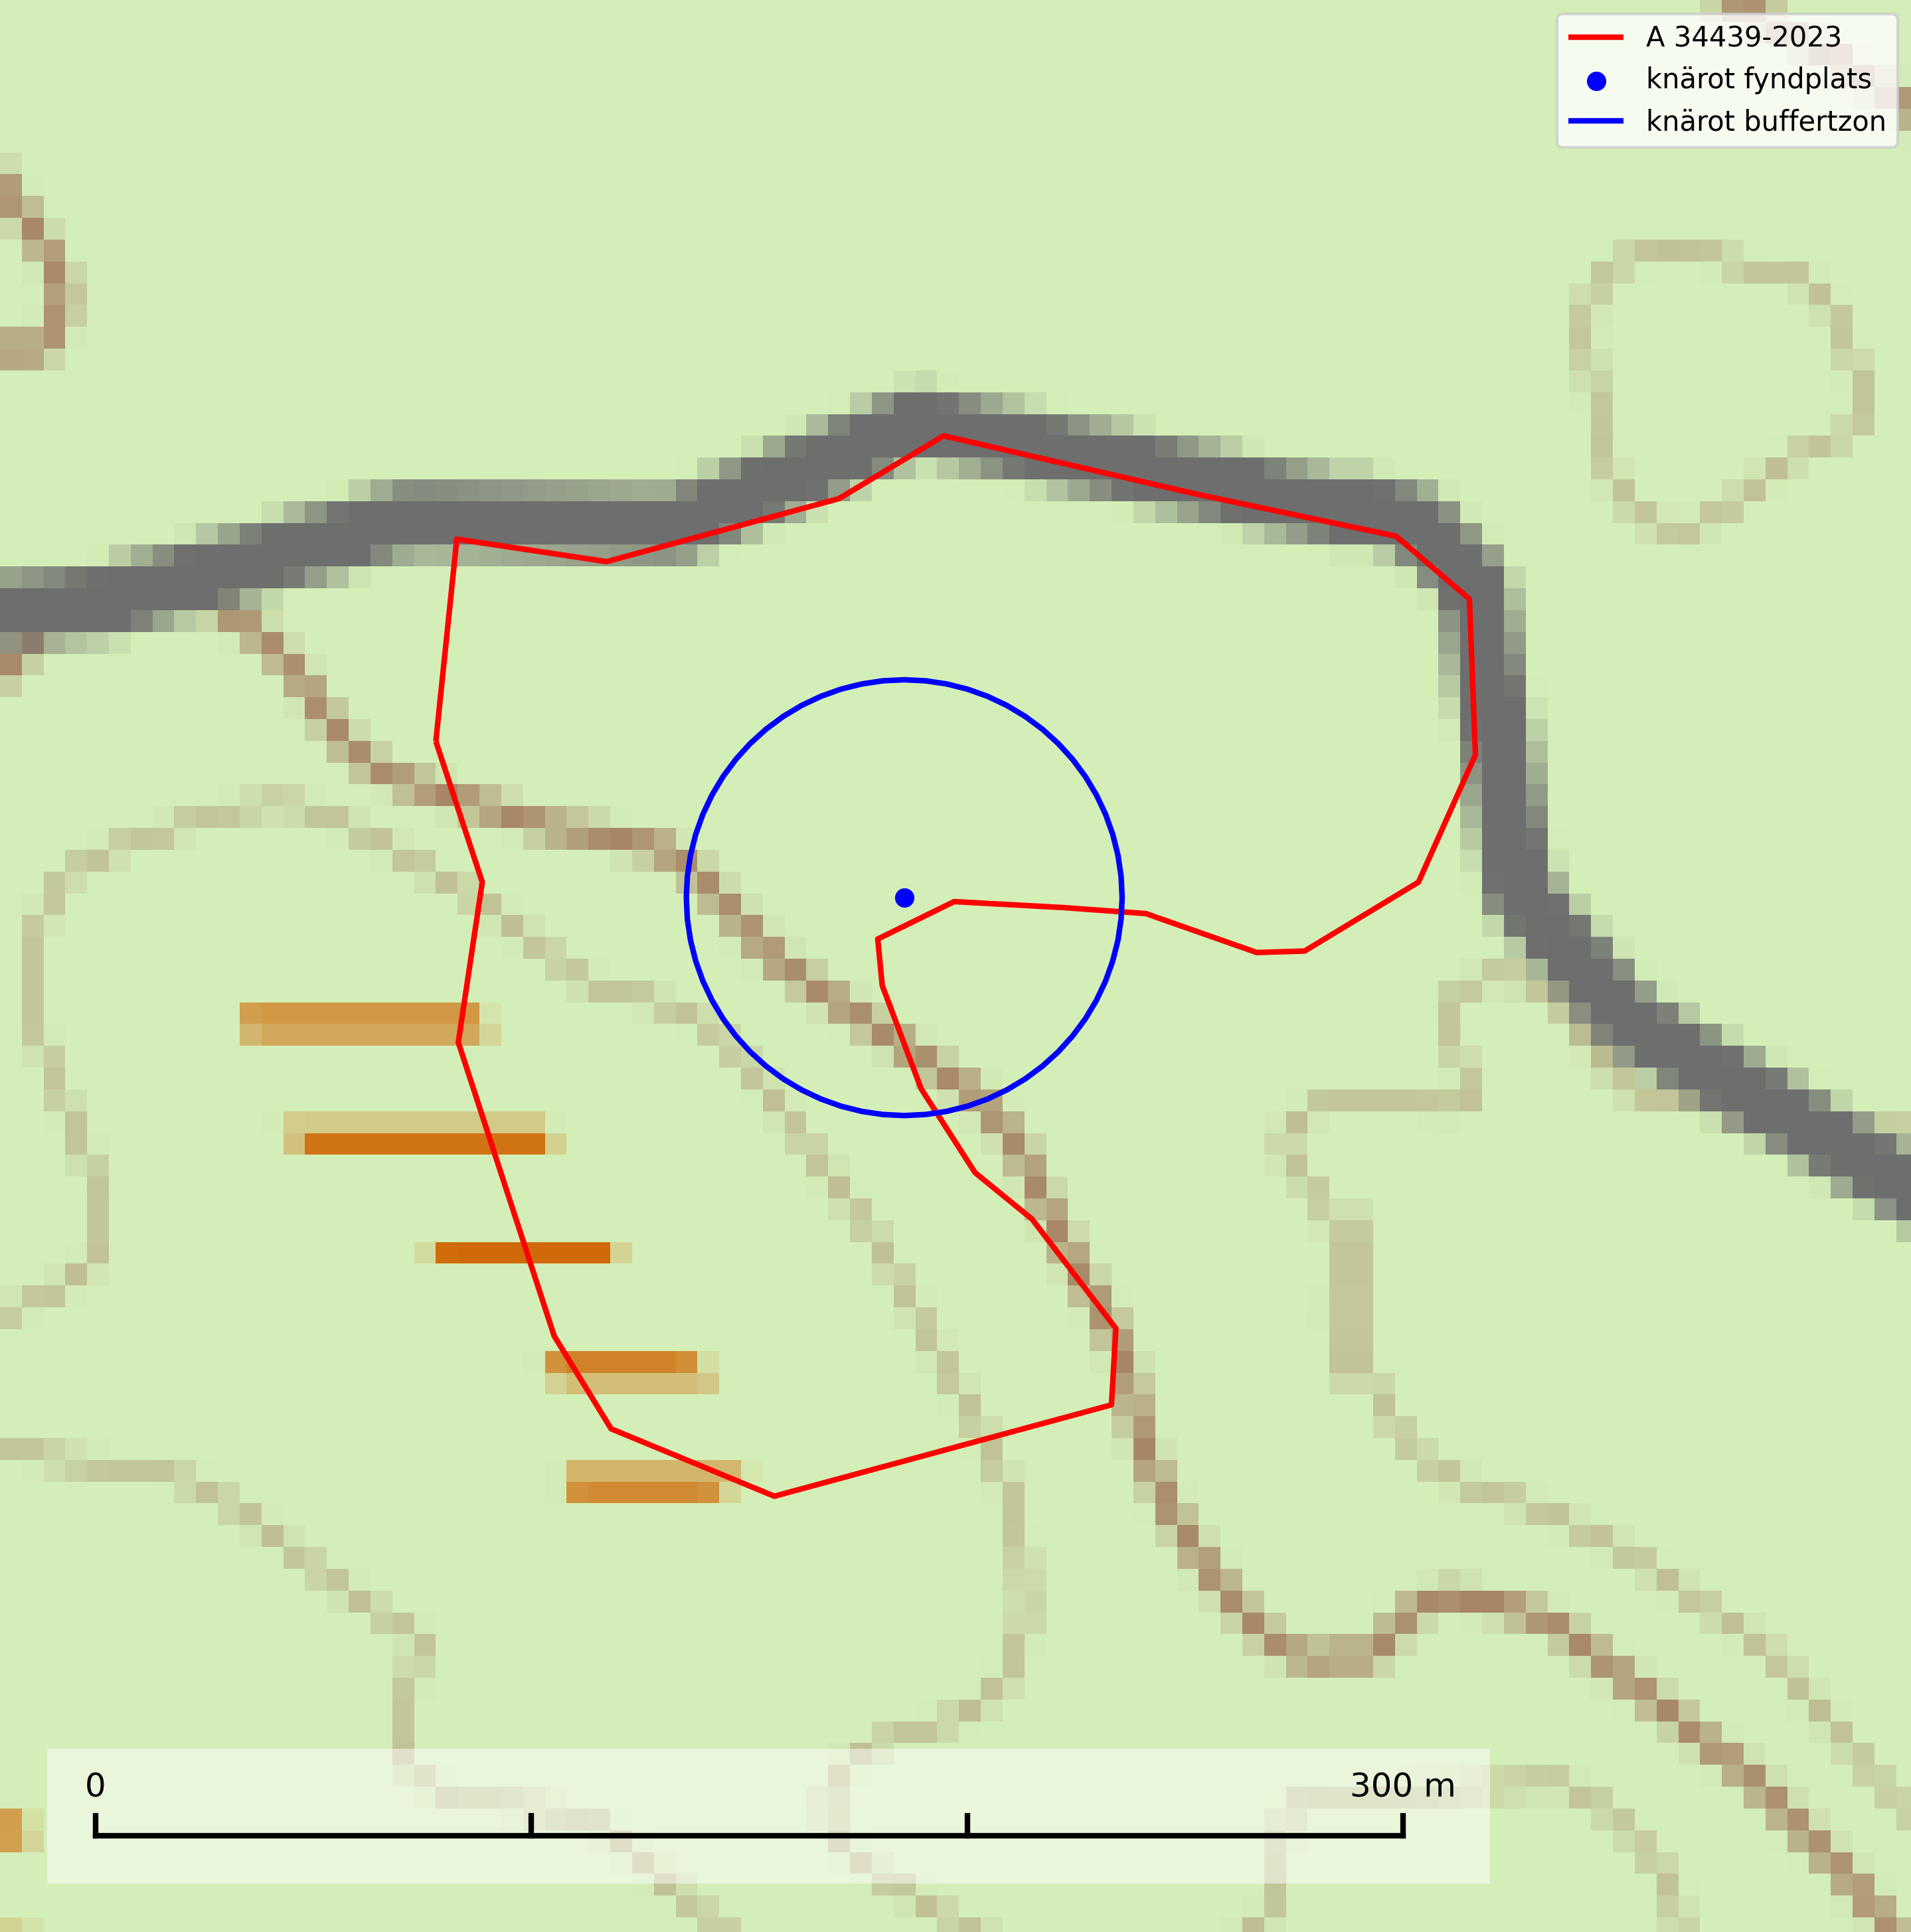 A 34439-2023
knärot fyndplats
knärot buffertzon
0 300 m